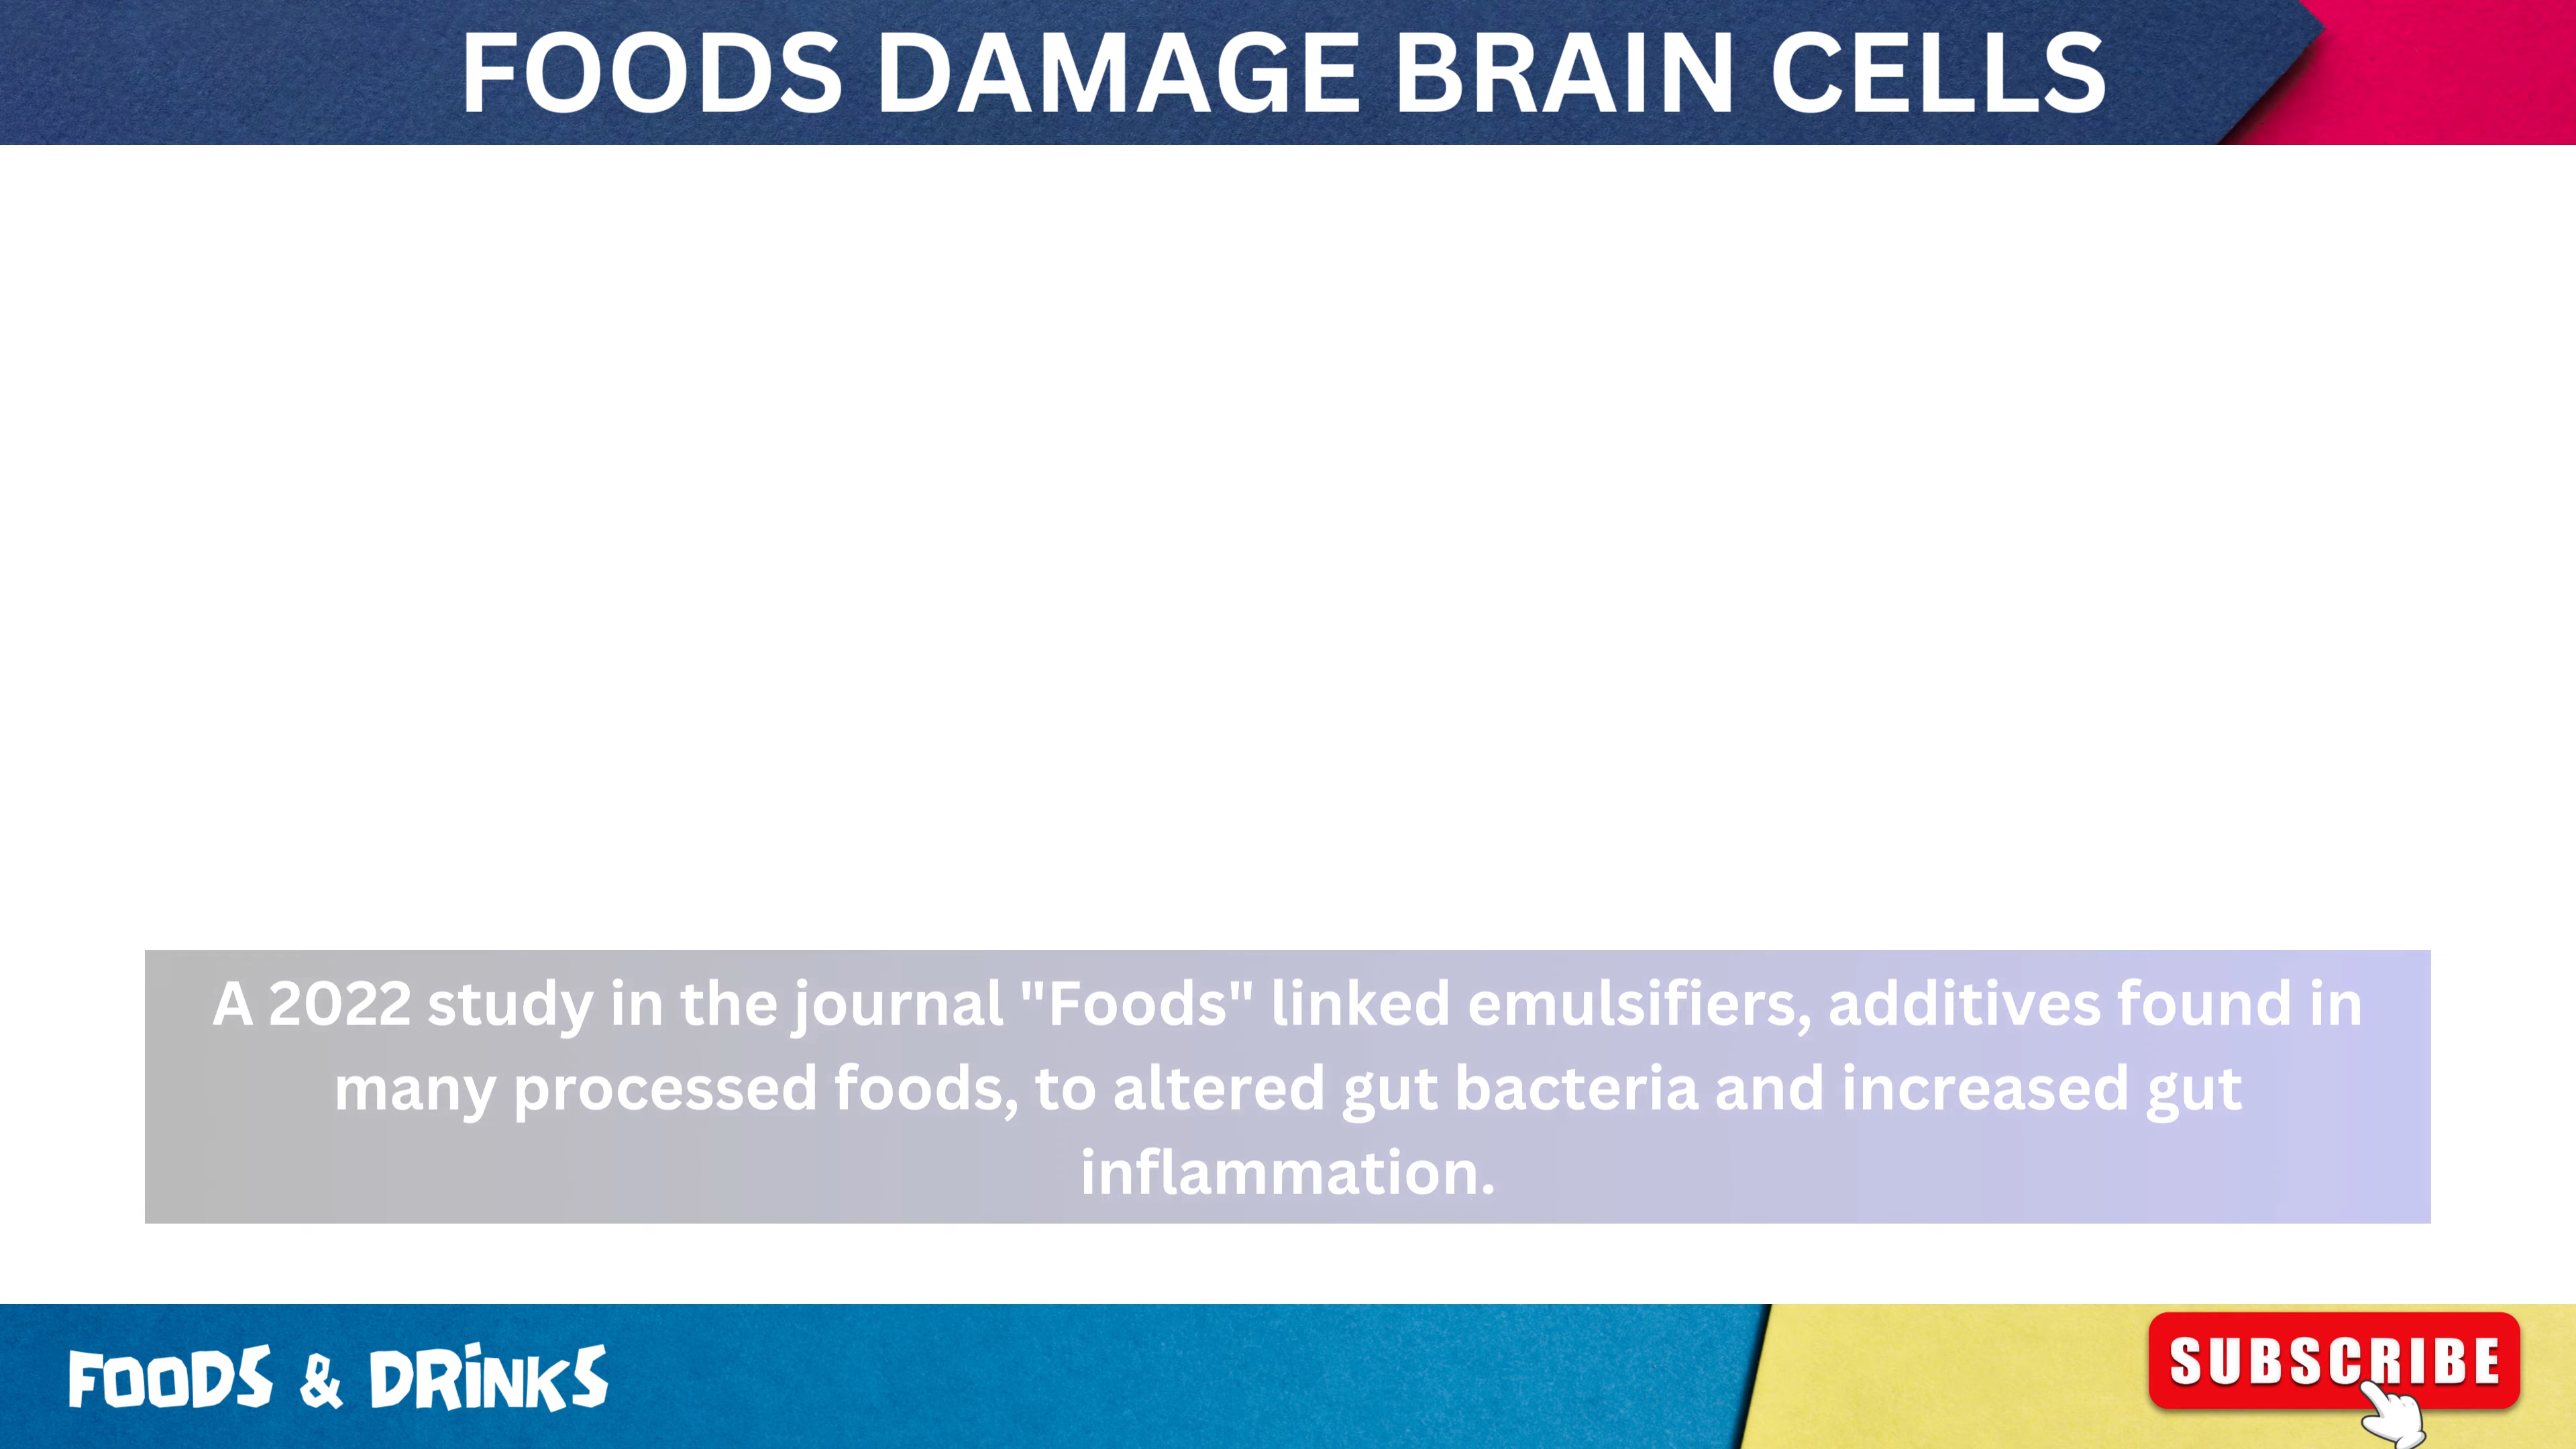 FOODS DAMAGE BRAIN CELLS
A 2022 study in the journal "Foods" linked emulsifiers, additives found in
many processed foods, to altered gut bacteria and increased gut
inflammation.
FOODS & DRiNKS
SUBSCRIBE